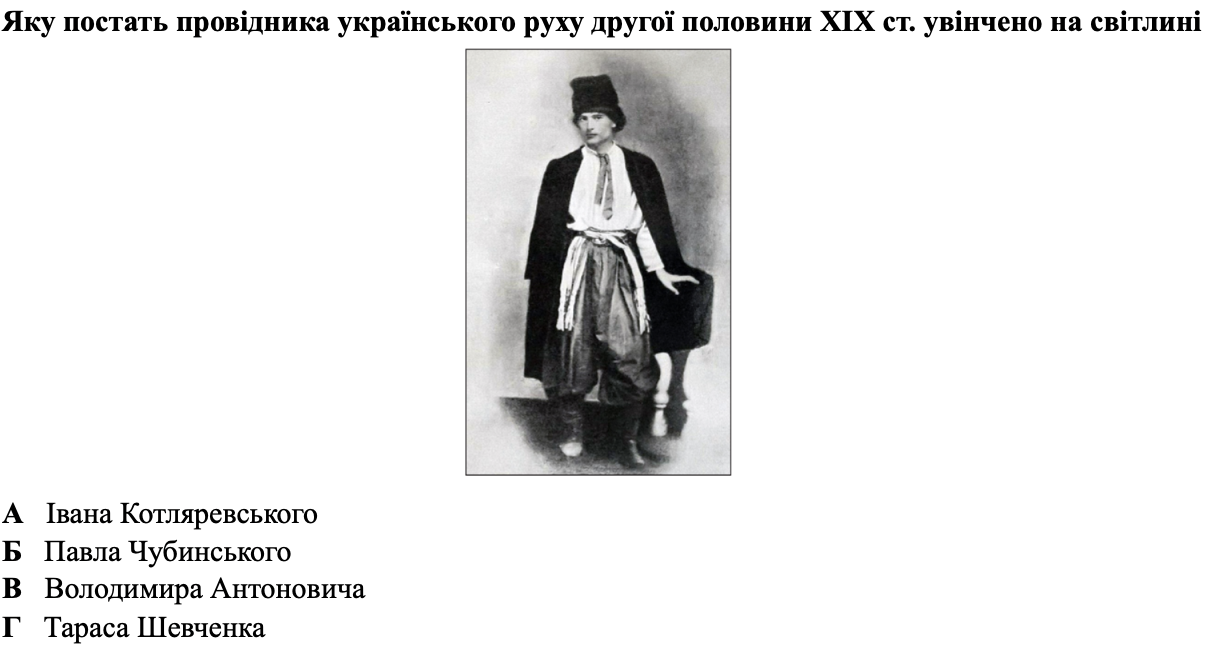 Яку постать провідника українського руху другої половини XIX ст. увінчено на світлині
А Івана Котляревського
Б Павла Чубинського
В Володимира Антоновича
Г Тараса Шевченка